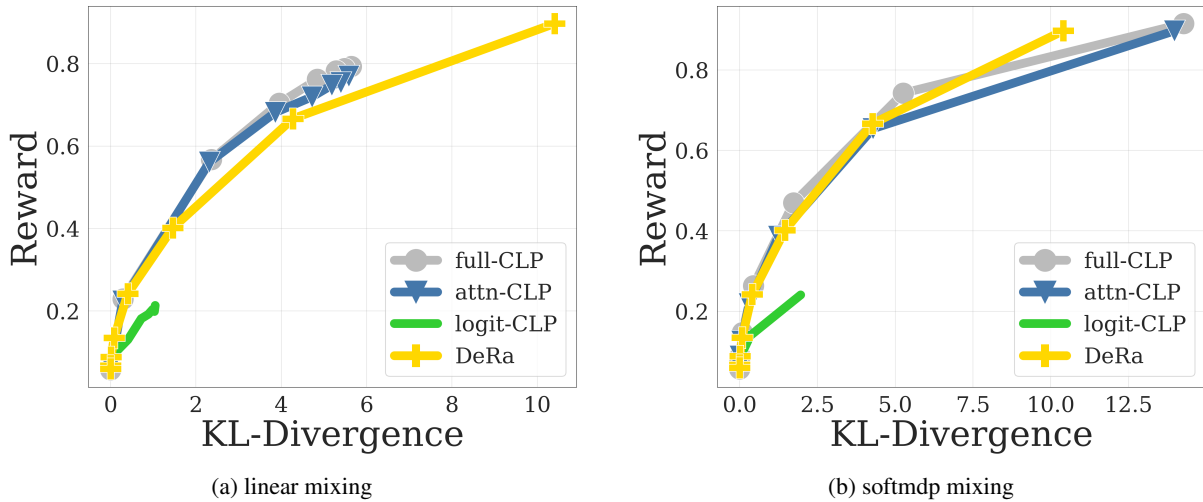 Reward
0.8
0.6
0.4
0.2
0 2 4 6 8 10
KL-Divergence
full-CLP
attn-CLP
logit-CLP
DeRa
(a) linear mixing
Reward
0.8
0.6
0.4
0.2
0.0 2.5 5.0 7.5 10.0 12.5
KL-Divergence
full-CLP
attn-CLP
logit-CLP
DeRa
(b) softmdp mixing